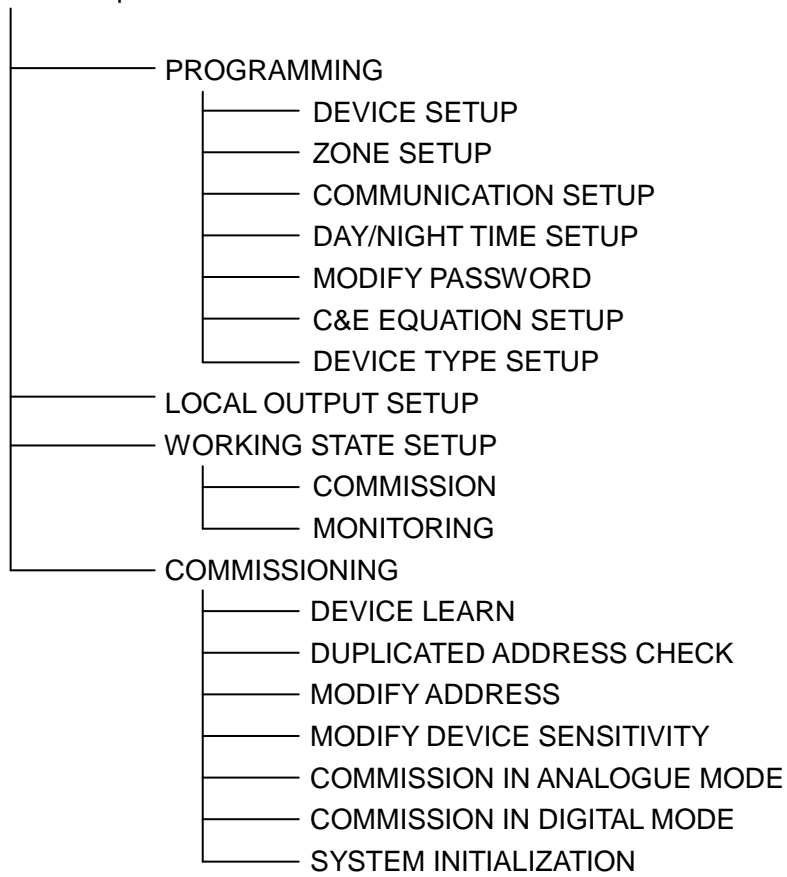 PROGRAMMING
DEVICE SETUP
ZONE SETUP
COMMUNICATION SETUP
DAY/NIGHT TIME SETUP
MODIFY PASSWORD
C&E EQUATION SETUP
DEVICE TYPE SETUP
LOCAL OUTPUT SETUP
WORKING STATE SETUP
COMMISSION
MONITORING
COMMISSIONING
DEVICE LEARN
DUPLICATED ADDRESS CHECK
MODIFY ADDRESS
MODIFY DEVICE SENSITIVITY
COMMISSION IN ANALOGUE MODE
COMMISSION IN DIGITAL MODE
SYSTEM INITIALIZATION